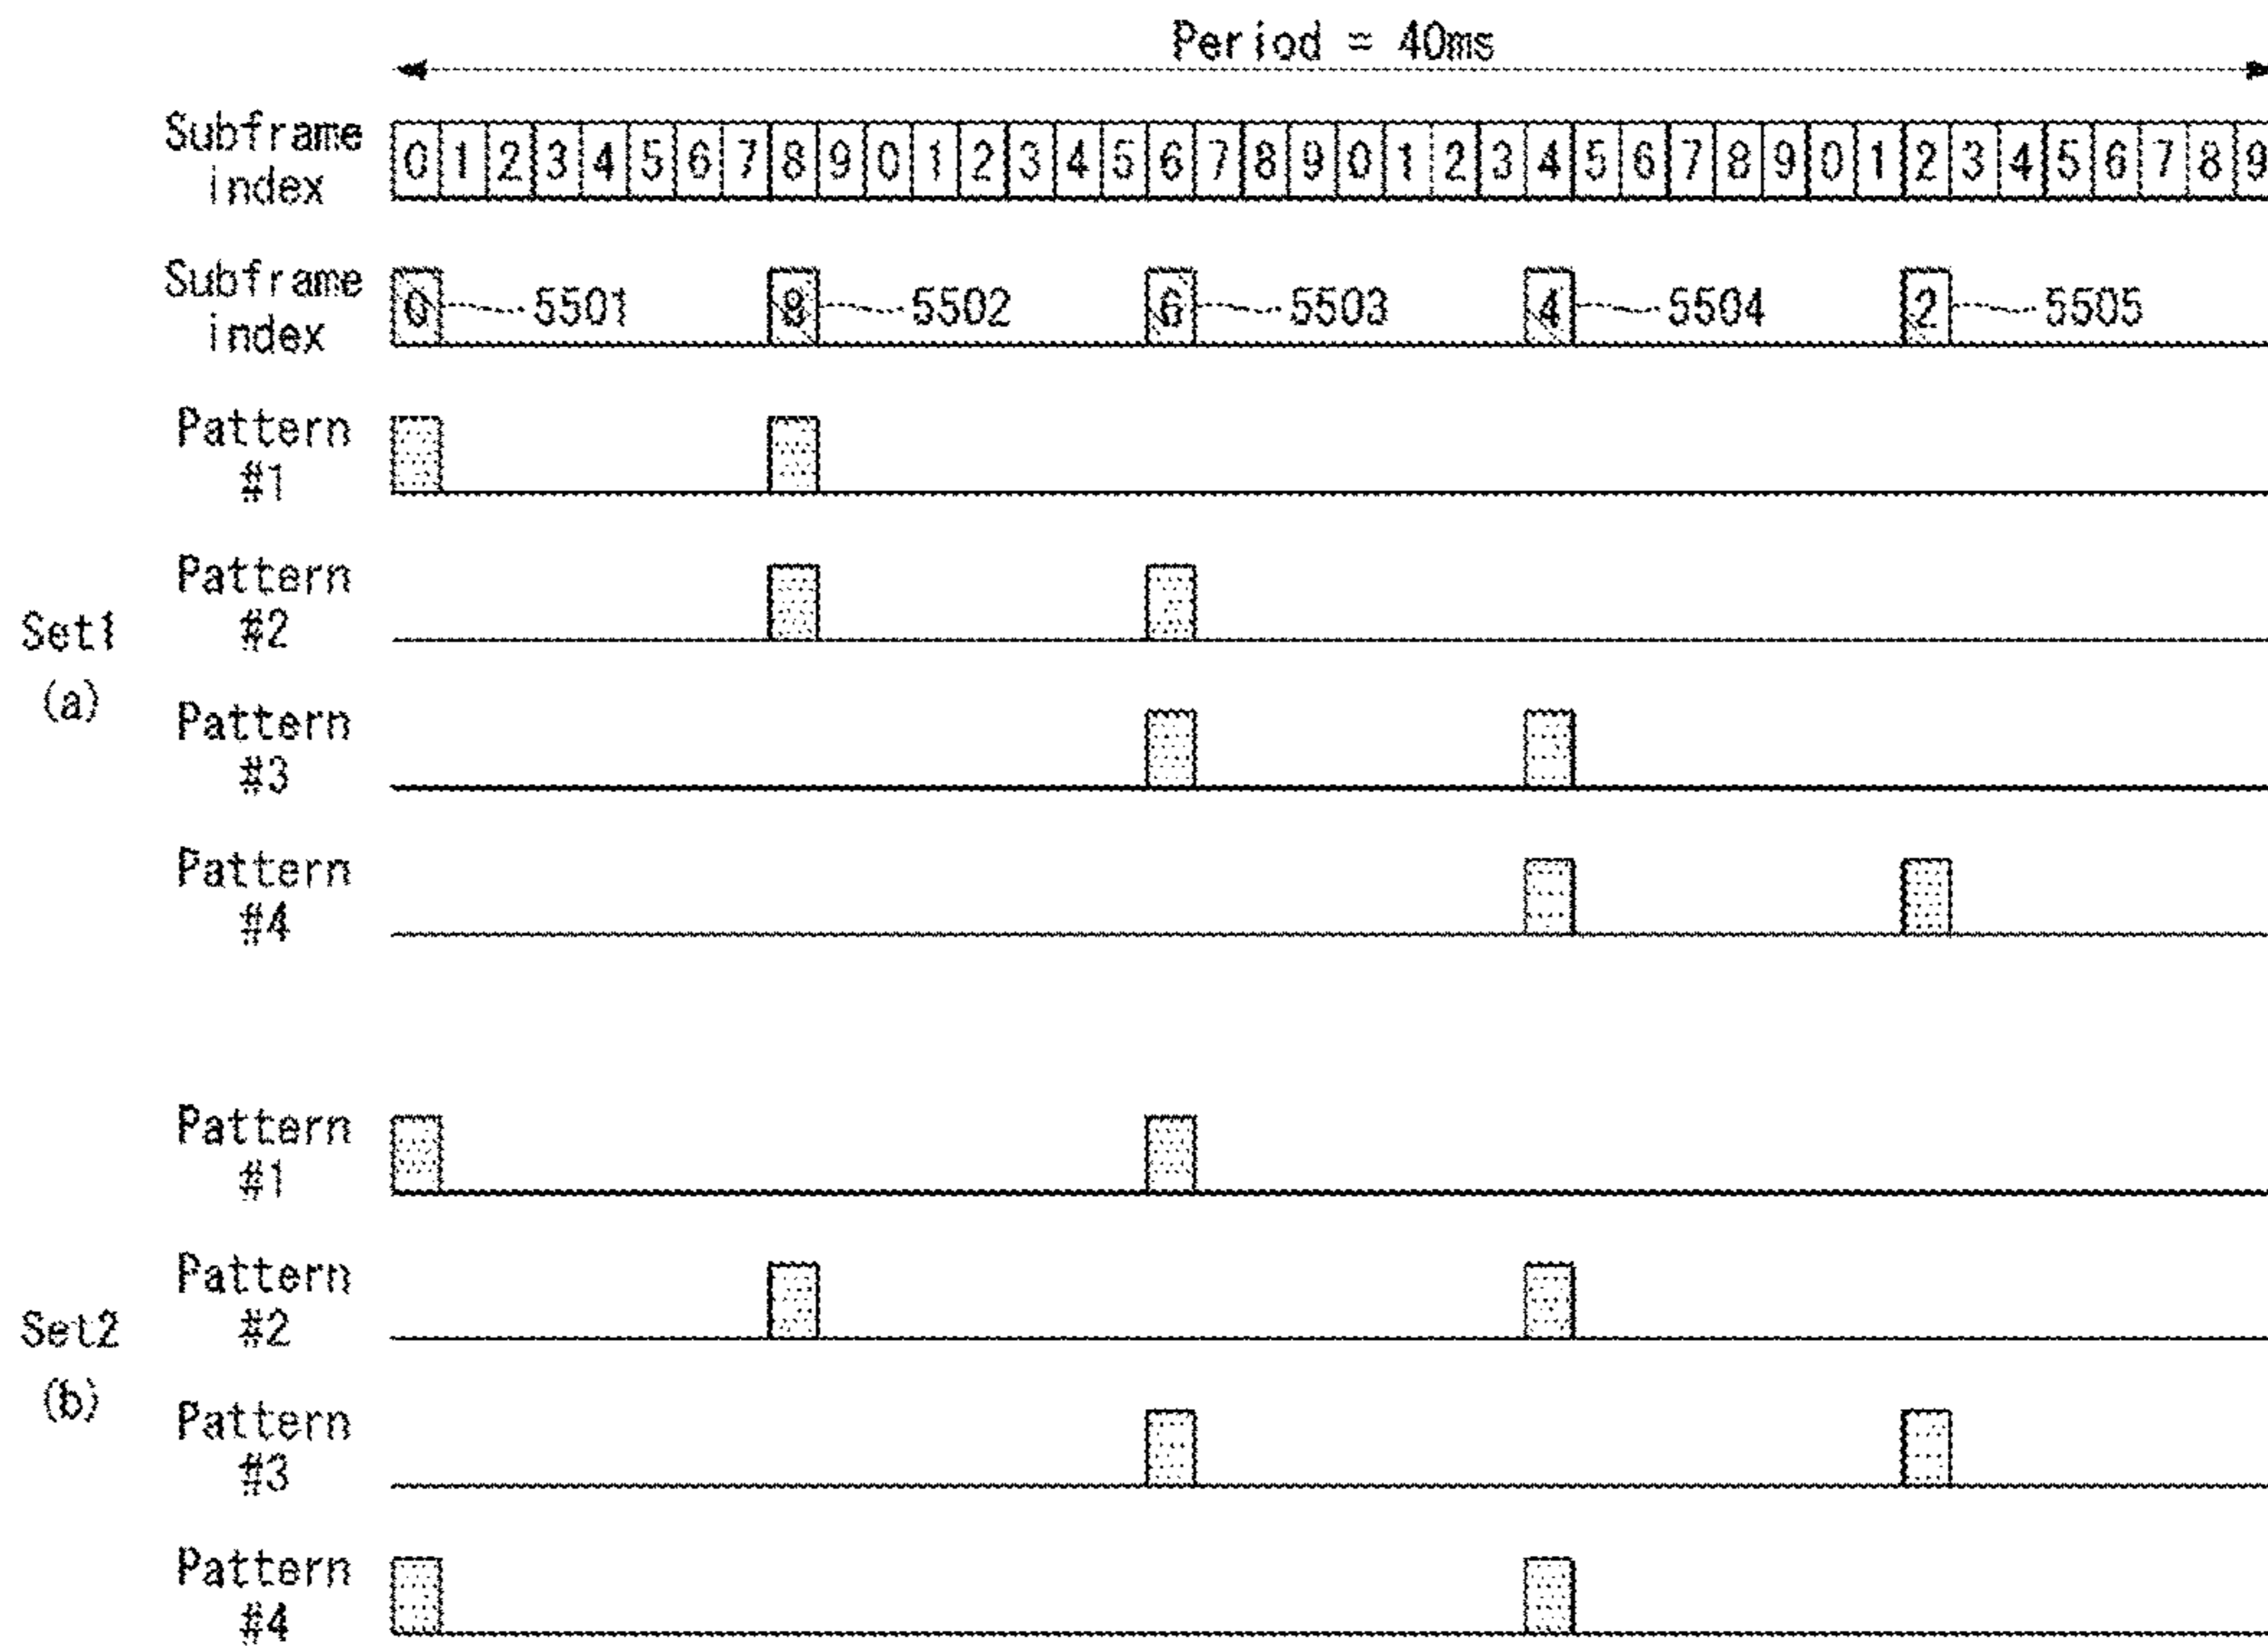 Period = 40ms
Subframe
index
0 1 2 3 4 5 6 7 8 9 0 1 2 3 4 5 6 7 8 9 0 1 2 3 4 5 6 7 8 9 0 1 2 3 4 5 6 7 8 9
Subframe
index
0 5501 8 5502 6 5503 4 5504 2 5505
Set1
(a)
Pattern
#1
Pattern
#2
Pattern
#3
Pattern
#4
Set2
(b)
Pattern
#1
Pattern
#2
Pattern
#3
Pattern
#4